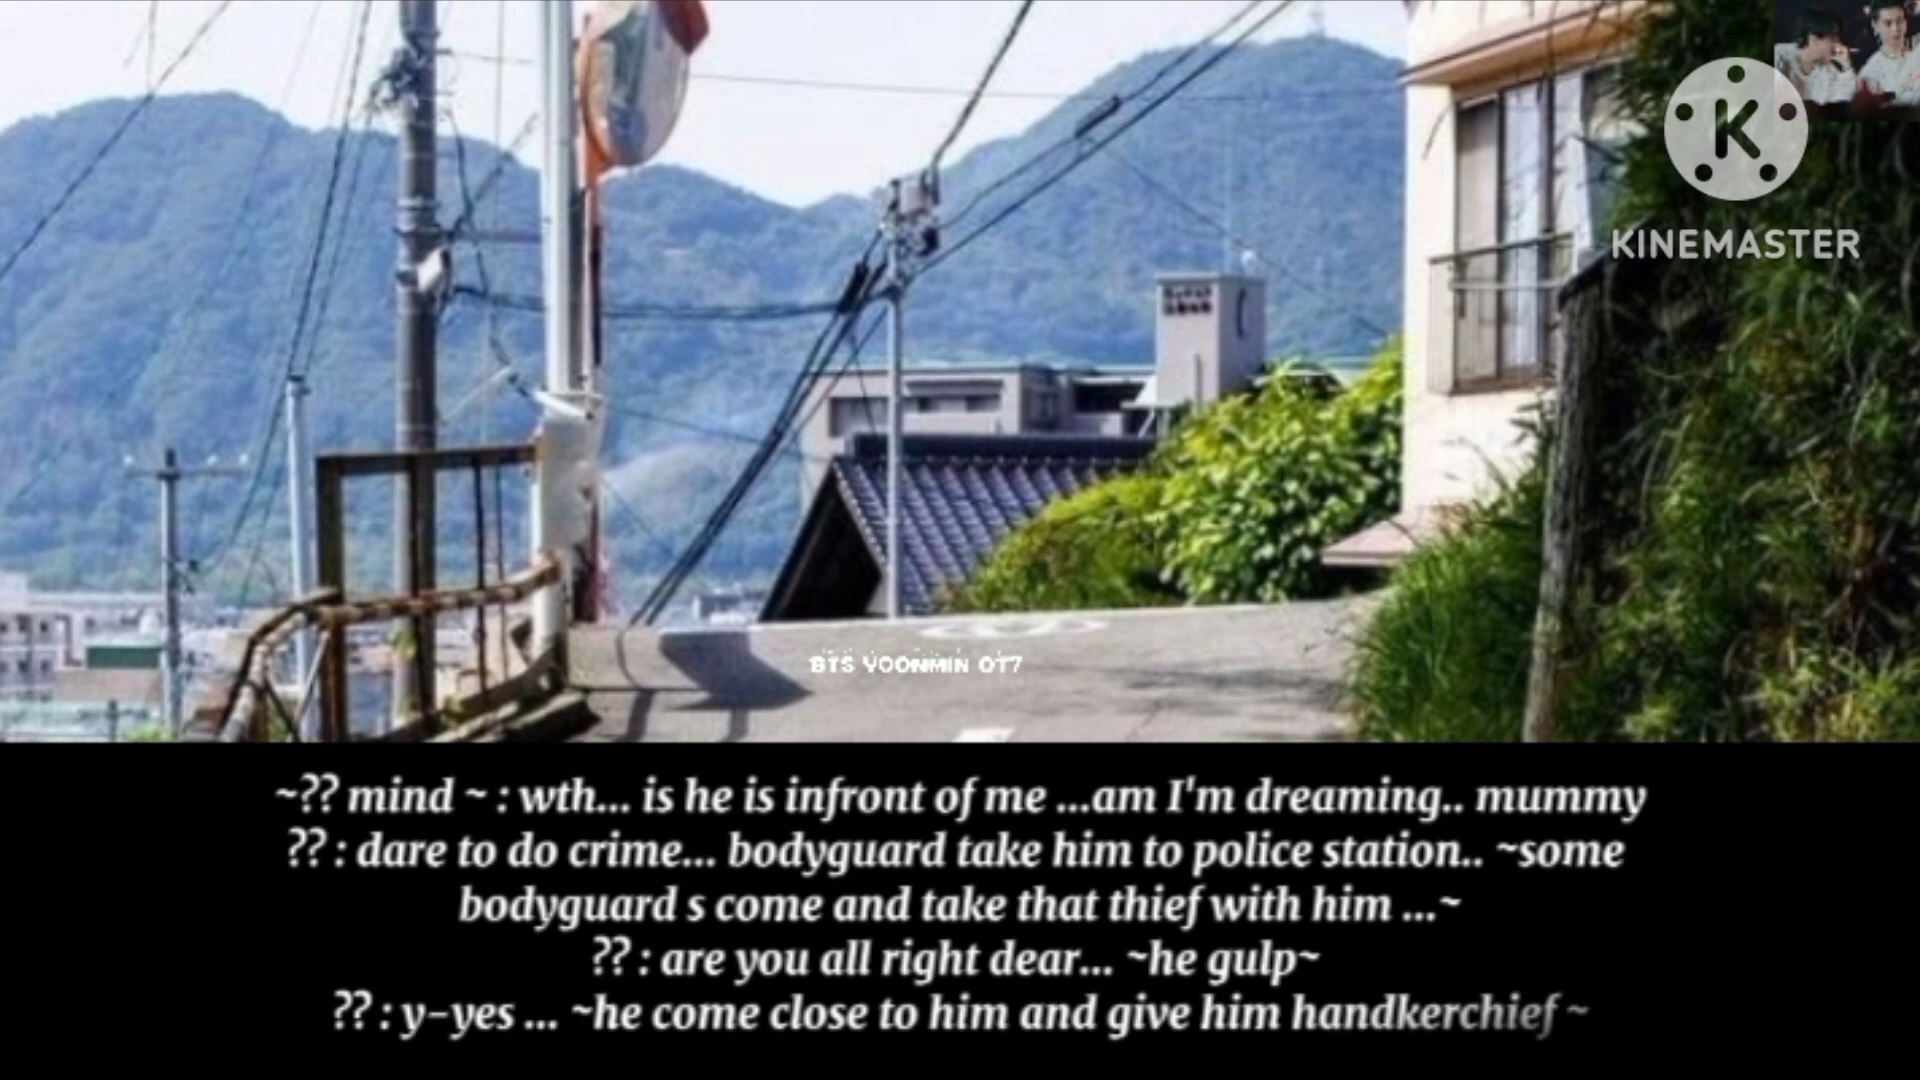 KINEMASTER
BTS YOONMIN OT7
~?? mind ~ : wth... is he is infront of me ...am I'm dreaming.. mummy
?? : dare to do crime... bodyguard take him to police station.. ~some
bodyguard s come and take that thief with him ...~
?? : are you all right dear... ~he gulp~
?? : y-yes ... ~he come close to him and give him handkerchief ~